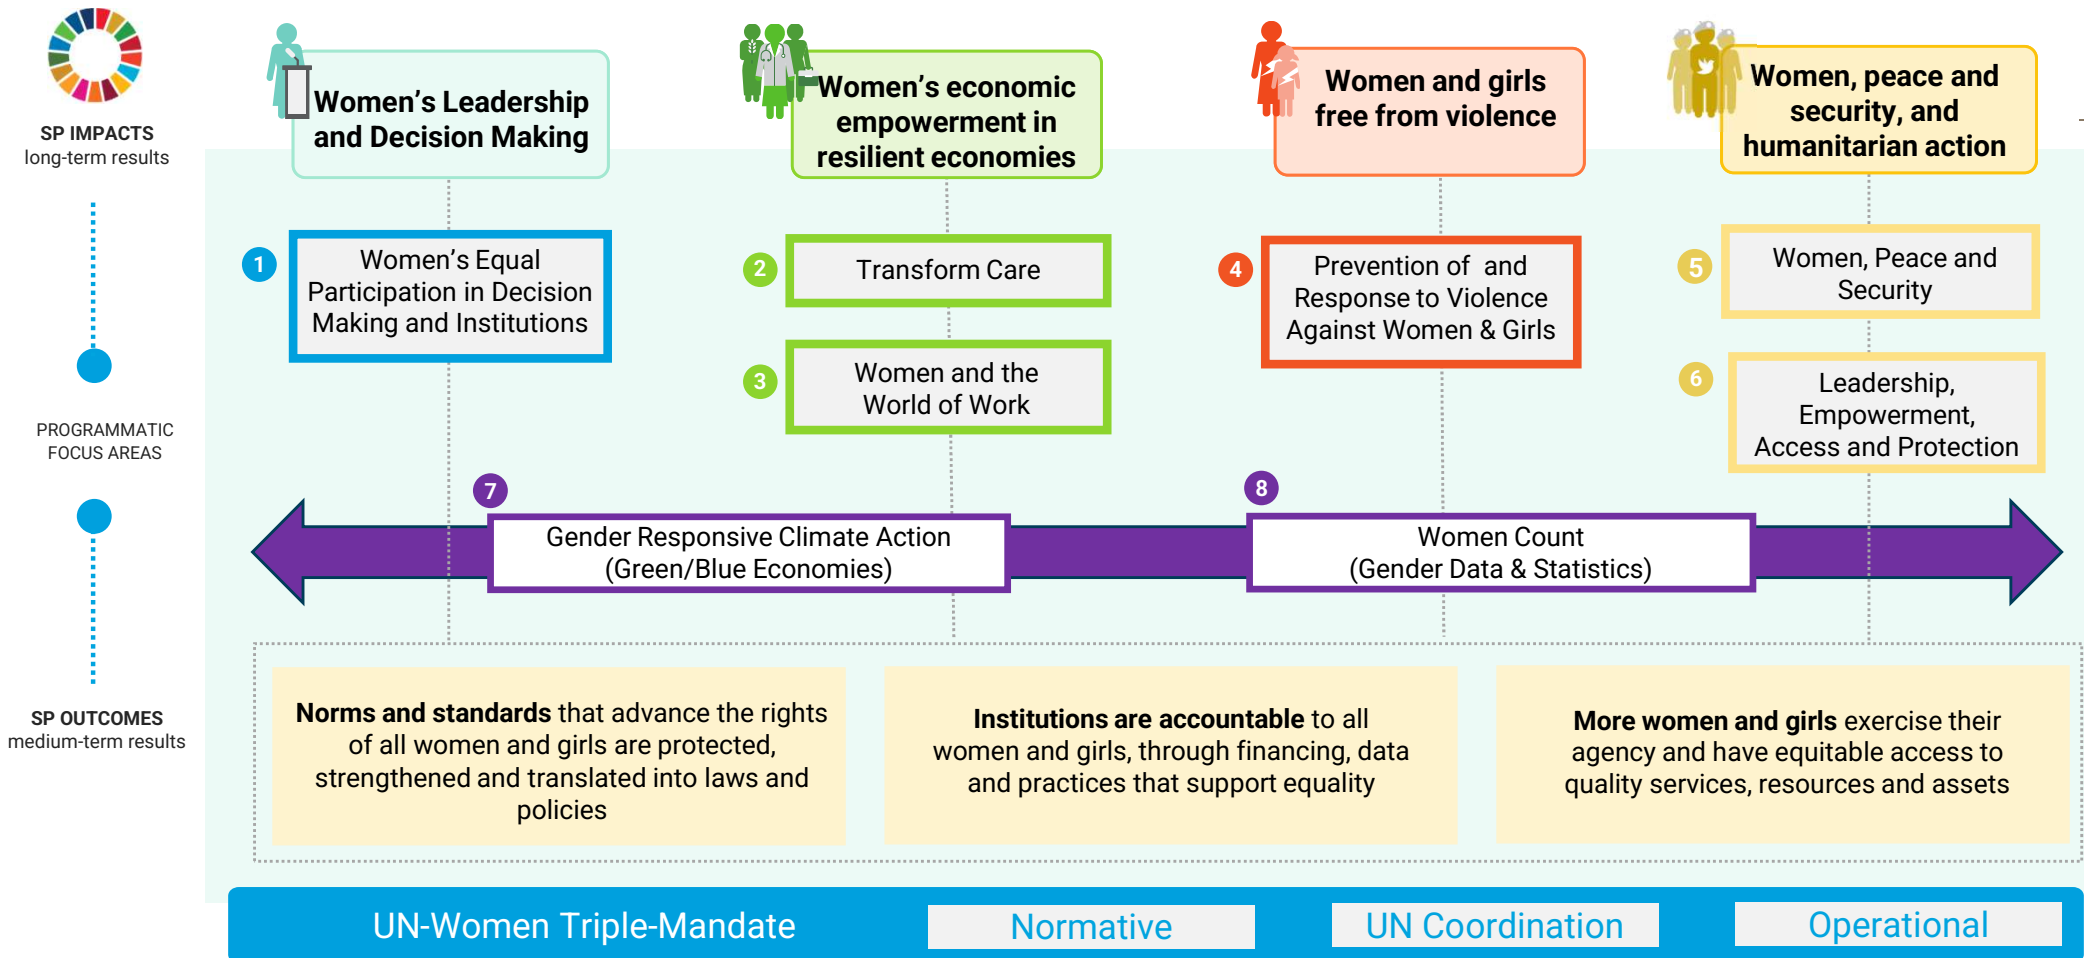 SP IMPACTS
long-term results
Women's Leadership
and Decision Making
Women's economic
empowerment in
resilient economies
Women and girls
free from violence
Women, peace and
security, and
humanitarian action
1
Women's Equal
Participation in Decision
Making and Institutions
2
Transform Care
3
Women and the
World of Work
4
Prevention of and
Response to Violence
Against Women & Girls
5
Women, Peace and
Security
6
Leadership,
Empowerment,
Access and Protection
PROGRAMMATIC
FOCUS AREAS
7
Gender Responsive Climate Action
(Green/Blue Economies)
8
Women Count
(Gender Data & Statistics)
SP OUTCOMES
medium-term results
Norms and standards that advance the rights
of all women and girls are protected,
strengthened and translated into laws and
policies
Institutions are accountable to all
women and girls, through financing, data
and practices that support equality
More women and girls exercise their
agency and have equitable access to
quality services, resources and assets
UN-Women Triple-Mandate
Normative
UN Coordination
Operational